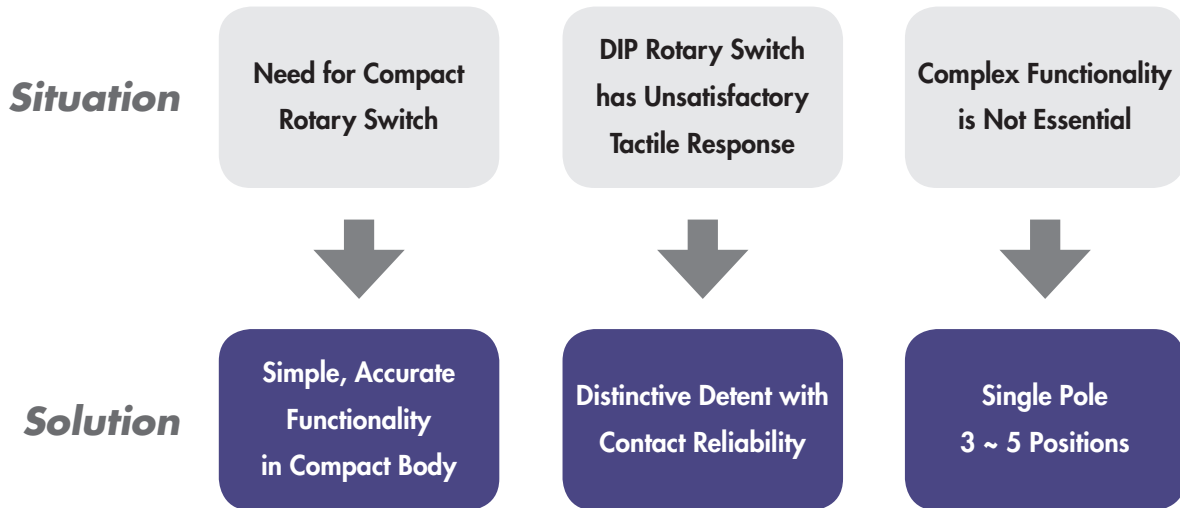 Situation
Need for Compact
Rotary Switch
DIP Rotary Switch
has Unsatisfactory
Tactile Response
Complex Functionality
is Not Essential
Solution
Simple, Accurate
Functionality
in Compact Body
Distinctive Detent with
Contact Reliability
Single Pole
3 ~ 5 Positions